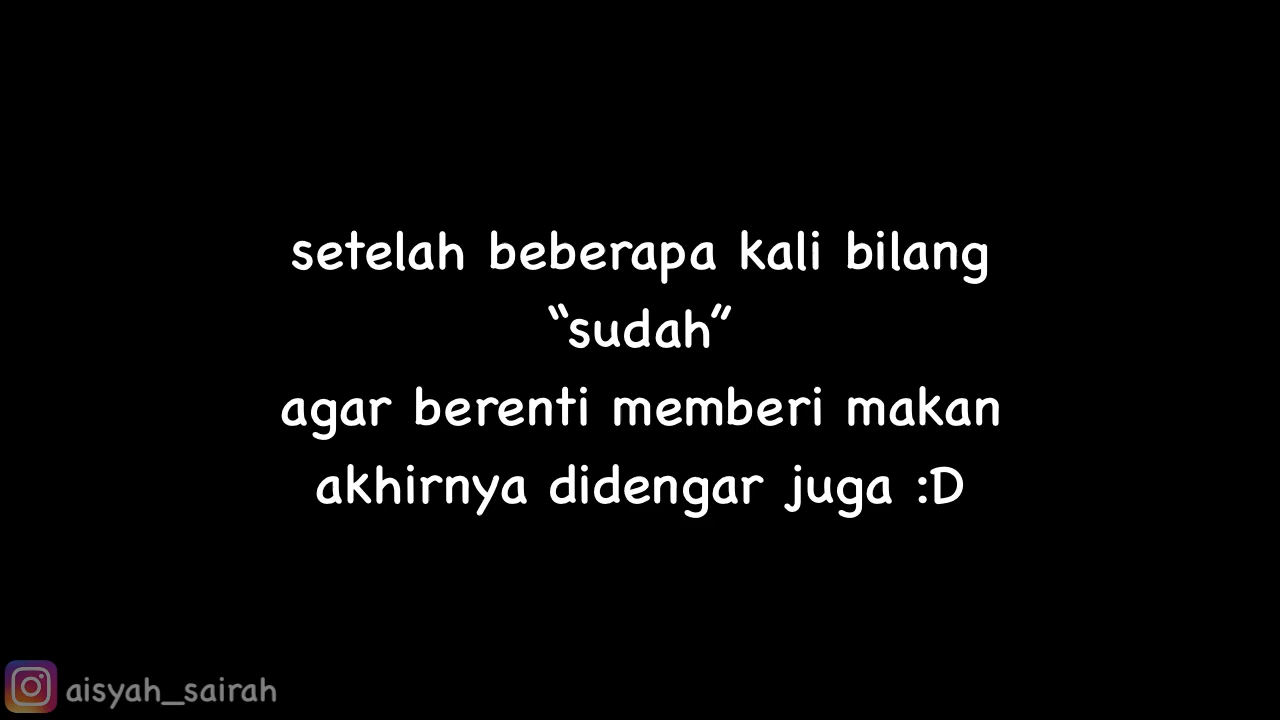 setelah beberapa kali bilang
“sudah”
agar berenti memberi makan
akhirnya didengar juga :D
aisyah_sairah